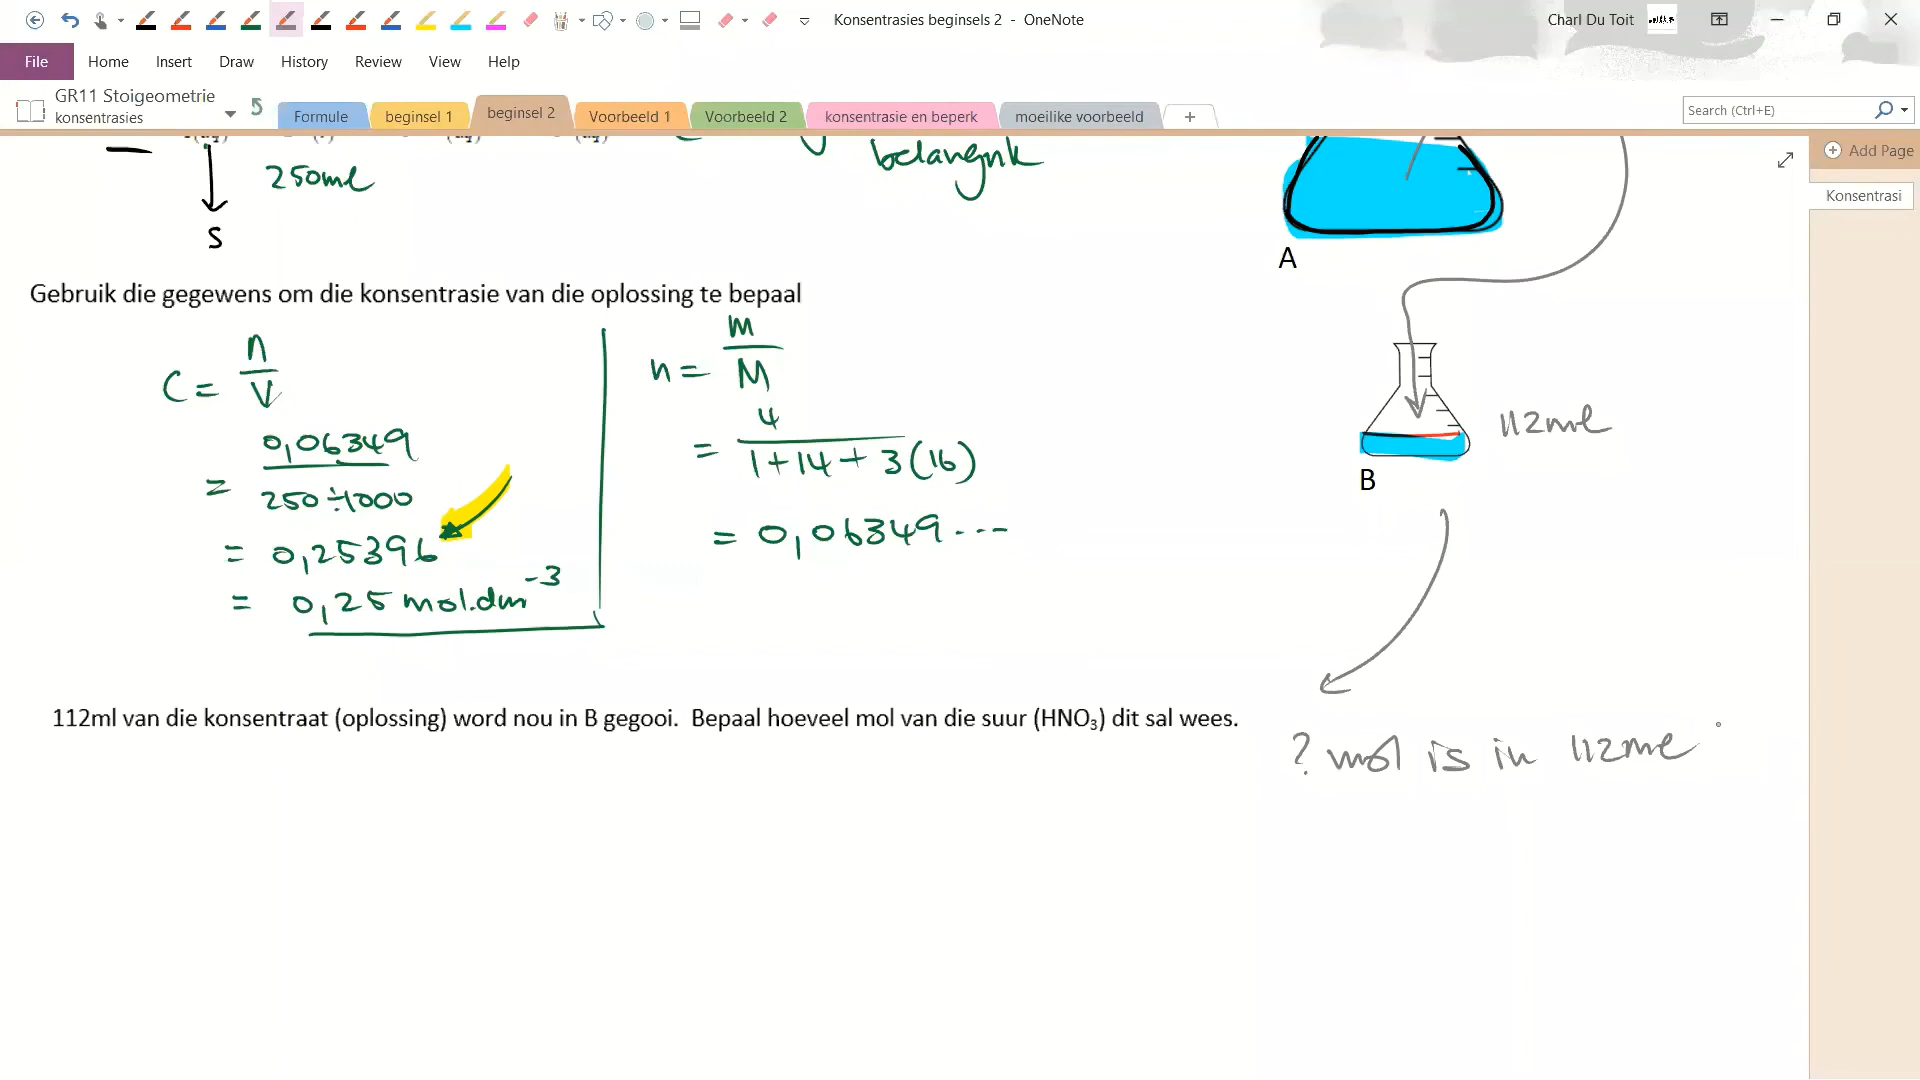 Konsentrasies beginsels 2 - OneNote
Charl Du Toit
File Home Insert Draw History Review View Help
GR11 Stoigeometrie
konsentrasies
Formule beginsel 1 beginsel 2 Voorbeeld 1 Voorbeeld 2 konsentrasie en beperk moeilike voorbeeld +
Search (Ctrl+E)
Add Page
Konsentrasi
250ml
belangrik
S
A
Gebruik die gegewens om die konsentrasie van die oplossing te bepaal
C = n/V
= 0,06349 / 250÷1000
= 0,25396
= 0,25 mol.dm⁻³
n = m/M
= 4 / 1+14+3(16)
= 0,06349...
112ml
B
112ml van die konsentraat (oplossing) word nou in B gegooi. Bepaal hoeveel mol van die suur (HNO₃) dit sal wees.
? mol is in 112ml